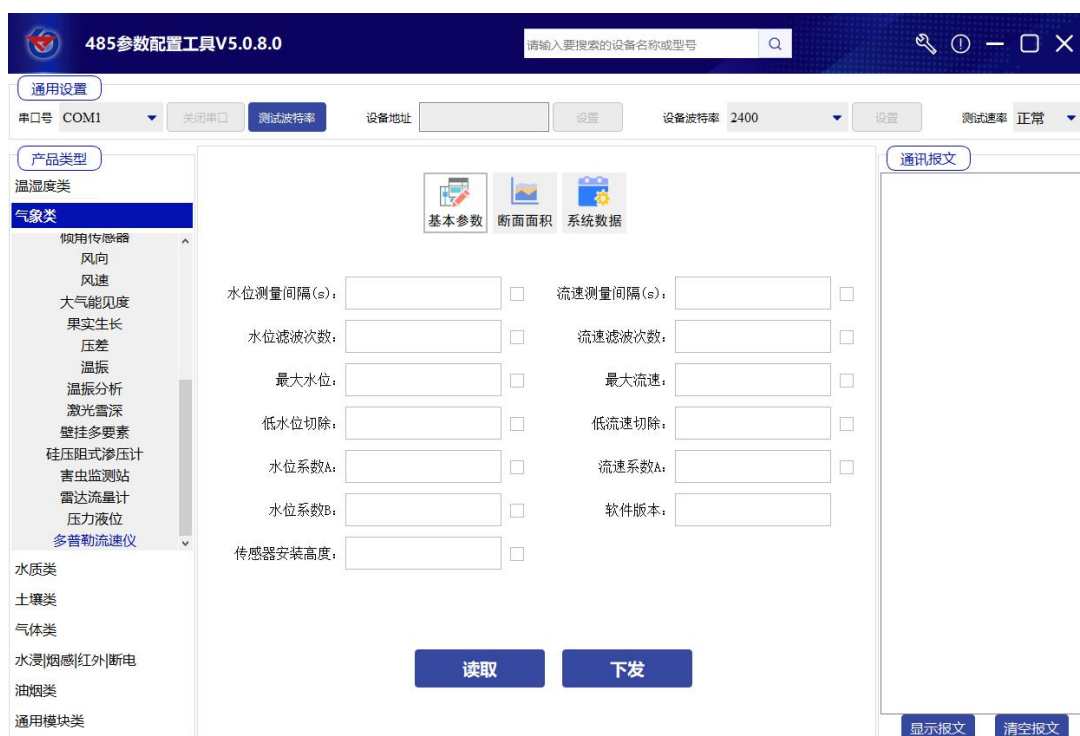 485参数配置工具V5.0.8.0
请输入要搜索的设备名称或型号
通用设置
串口号 COM1 关闭串口 测试波特率 设备地址 设置 设备波特率 2400 设置 测试速率 正常
产品类型
温湿度类
气象类
倾角传感器
风向
风速
大气能见度
果实生长
压差
温振
温振分析
激光雪深
壁挂多要素
硅压阻式渗压计
害虫监测站
雷达流量计
压力液位
多普勒流速仪
水质类
土壤类
气体类
水浸|烟感|红外|断电
油烟类
通用模块类
基本参数 断面面积 系统数据
水位测量间隔(s): 流速测量间隔(s):
水位滤波次数: 流速滤波次数:
最大水位: 最大流速:
低水位切除: 低流速切除:
水位系数A: 流速系数A:
水位系数B: 软件版本:
传感器安装高度:
读取 下发
通讯报文
显示报文 清空报文